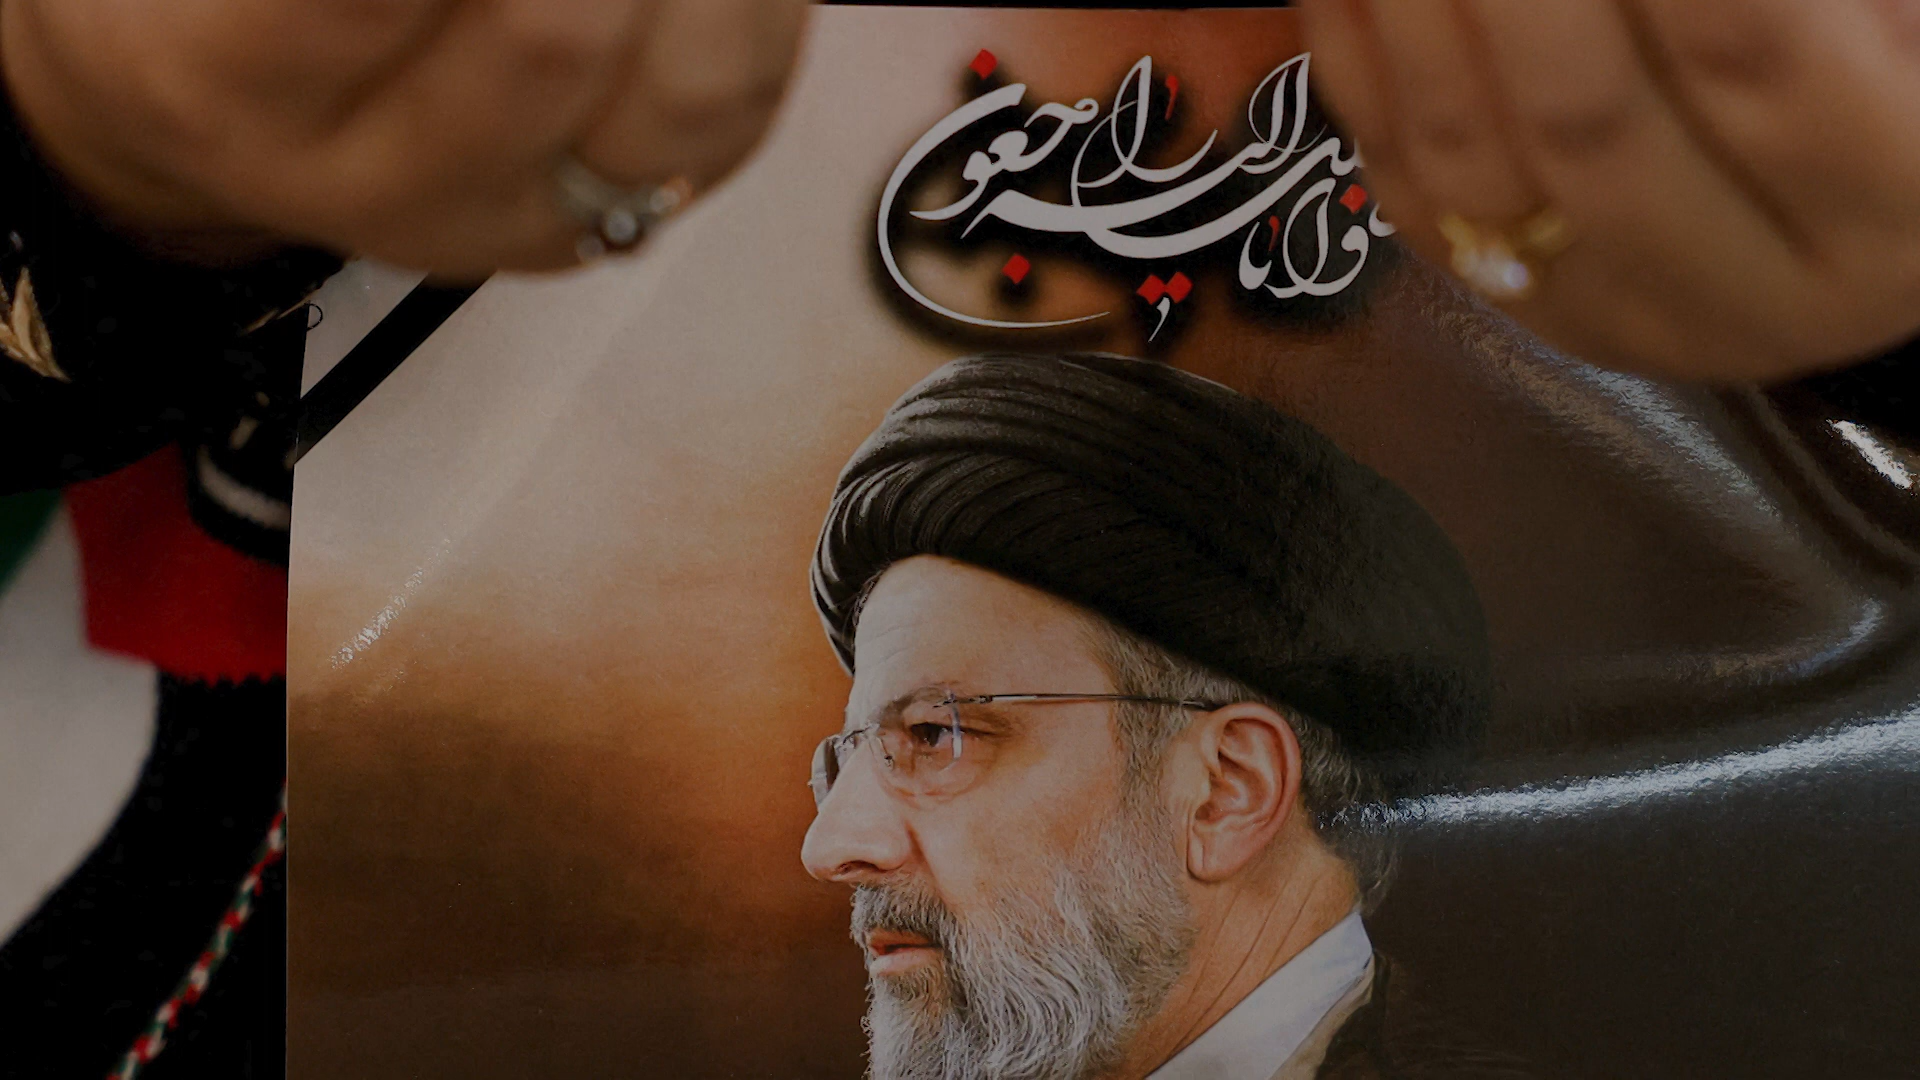 وانا الیه راجعون